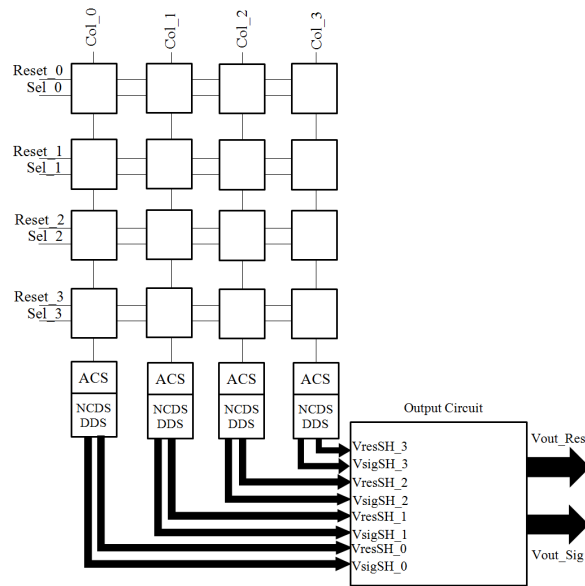 Col_0
Col_1
Col_2
Col_3
Reset_0
Sel_0
Reset_1
Sel_1
Reset_2
Sel_2
Reset_3
Sel_3
ACS
ACS
ACS
ACS
NCDS
DDS
NCDS
DDS
NCDS
DDS
NCDS
DDS
Output Circuit
VresSH_3
VsigSH_3
VresSH_2
VsigSH_2
VresSH_1
VsigSH_1
VresSH_0
VsigSH_0
Vout_Res
Vout_Sig